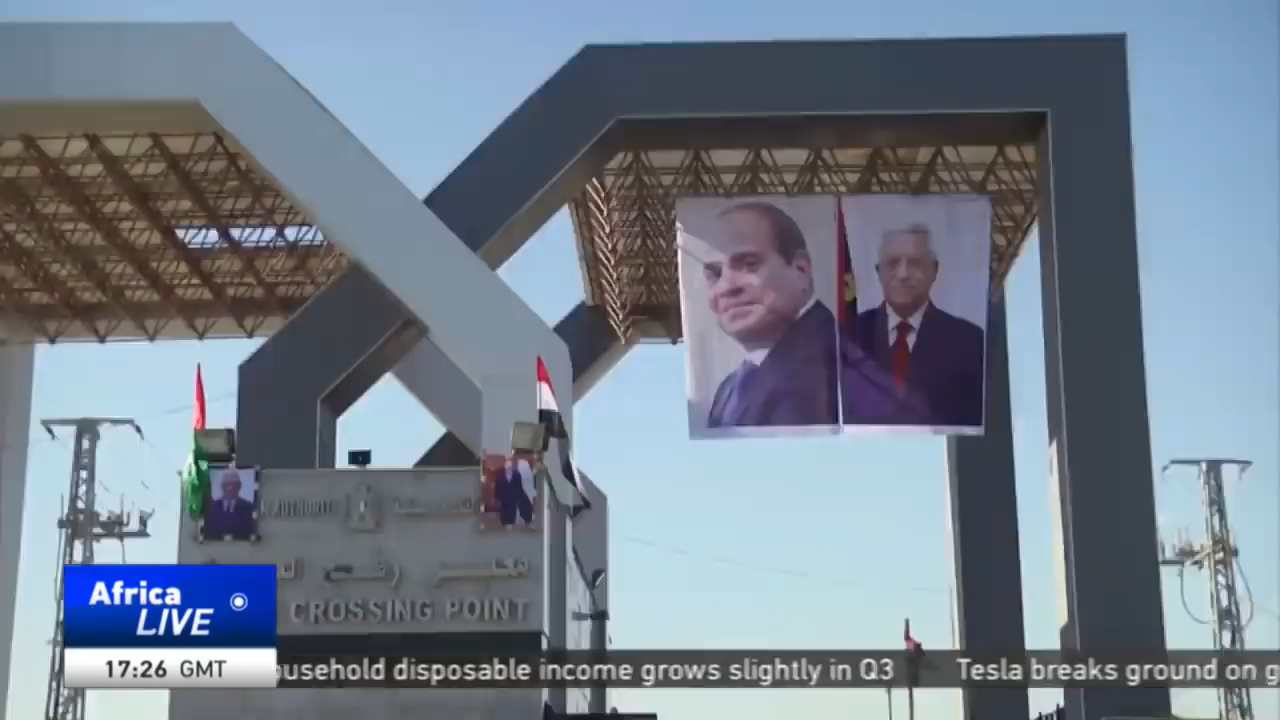 AUTHORITY
معبر رفح
CROSSING POINT
Africa
LIVE
17:26 GMT
ousehold disposable income grows slightly in Q3 Tesla breaks ground on g